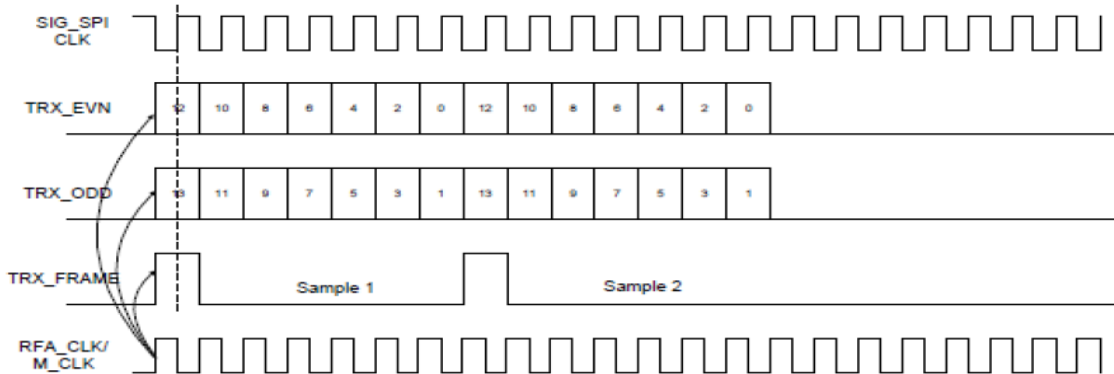 SIG_SPI
CLK
TRX_EVN
12 10 8 6 4 2 0 12 10 8 6 4 2 0
TRX_ODD
13 11 9 7 5 3 1 13 11 9 7 5 3 1
TRX_FRAME
Sample 1 Sample 2
RFA_CLK/
M_CLK